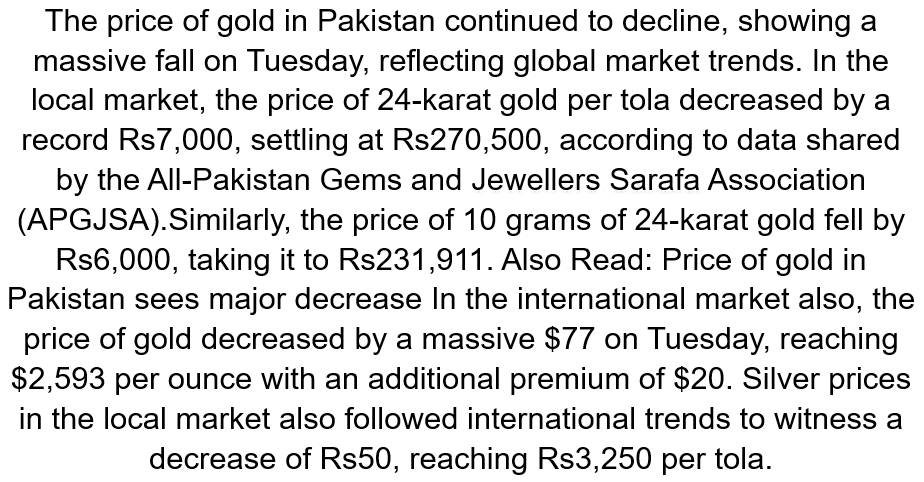 The price of gold in Pakistan continued to decline, showing a
massive fall on Tuesday, reflecting global market trends. In the
local market, the price of 24-karat gold per tola decreased by a
record Rs7,000, settling at Rs270,500, according to data shared
by the All-Pakistan Gems and Jewellers Sarafa Association
(APGJSA).Similarly, the price of 10 grams of 24-karat gold fell by
Rs6,000, taking it to Rs231,911. Also Read: Price of gold in
Pakistan sees major decrease In the international market also, the
price of gold decreased by a massive $77 on Tuesday, reaching
$2,593 per ounce with an additional premium of $20. Silver prices
in the local market also followed international trends to witness a
decrease of Rs50, reaching Rs3,250 per tola.